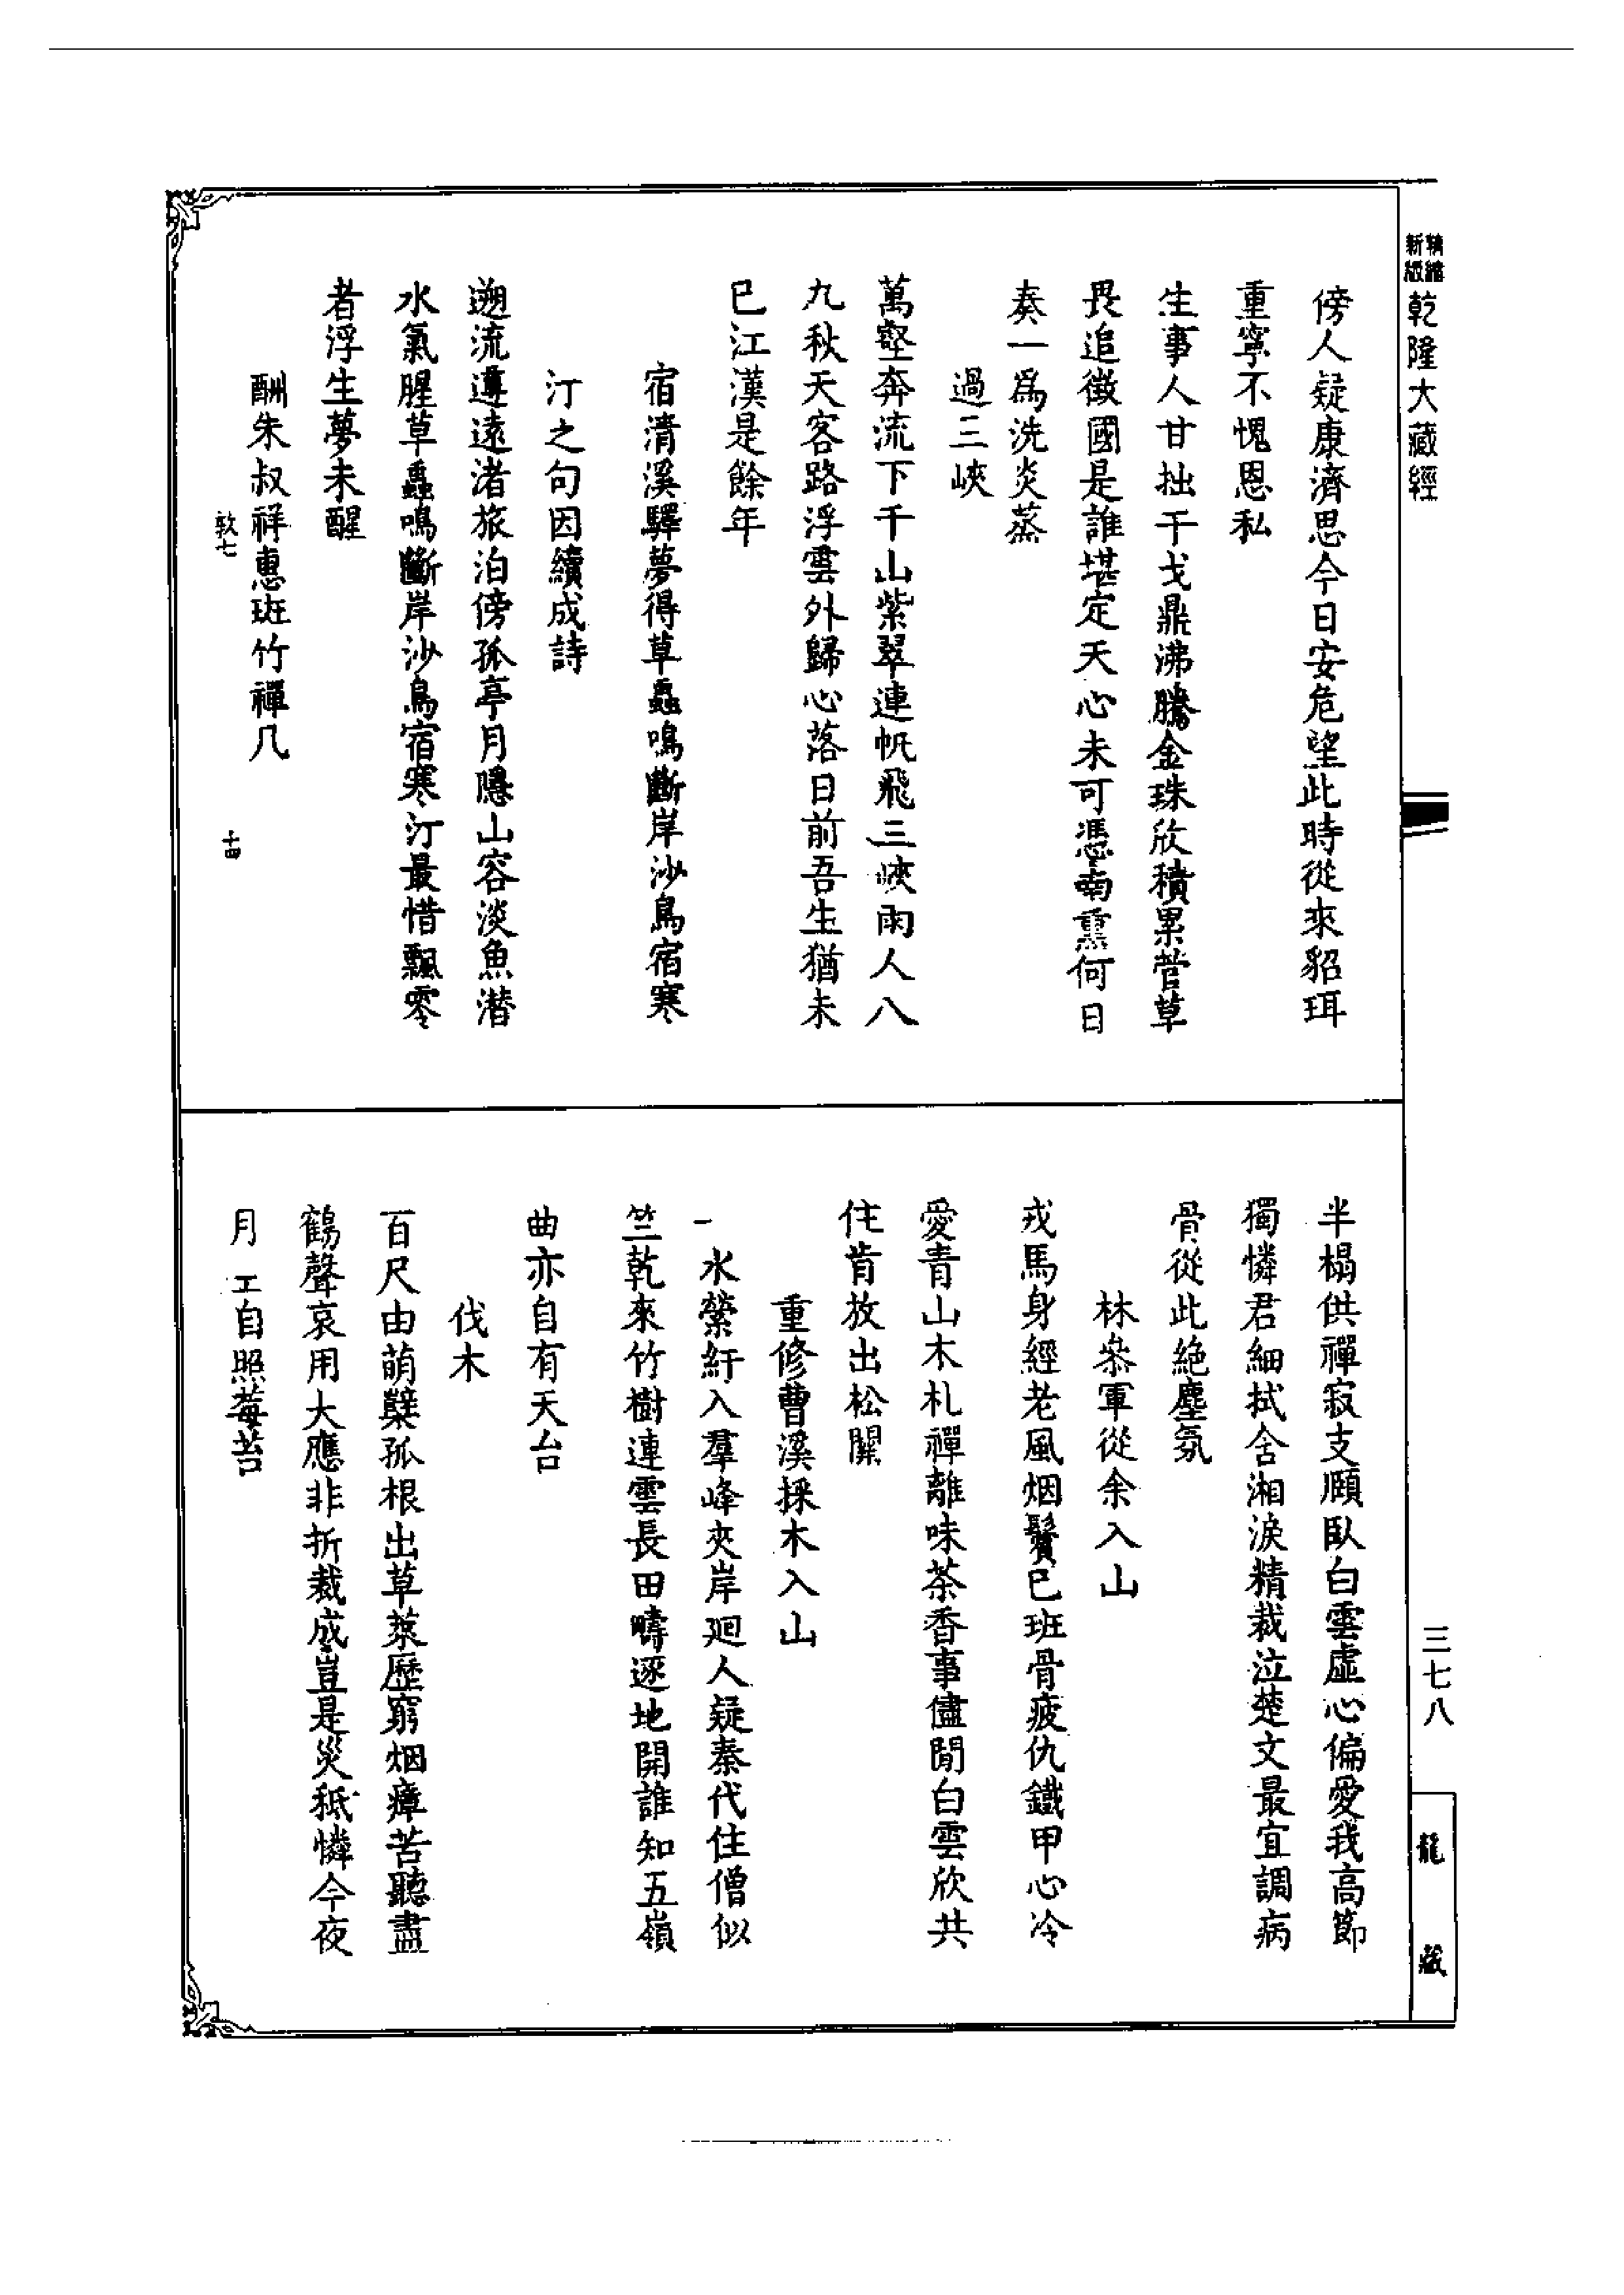 精縮新版乾隆大藏經
傍人疑康濟思今日安危望此時從來貂珥
重寧不愧恩私
生事人甘拙干戈鼎沸騰金珠欣積累菅草
畏追徵國是誰堪定天心未可憑南薰何日
奏一為洗炎蒸
過三峽
萬壑奔流下千山紫翠連帆飛三峽雨人八
九秋天客路浮雲外歸心落日前吾生猶未
已江漢是餘年
宿清溪驛夢得草蟲鳴斷岸沙鳥宿寒
汀之句因續成詩
遡流遵遠渚旅泊傍孤亭月隱山容淡魚潛
水氣腥草蟲鳴斷岸沙鳥宿寒汀最惜飄零
者浮生夢未醒
酬朱叔祥惠斑竹禪几
敦七 十四
半榻供禪寂支頤臥白雲虛心偏愛我高節
獨憐君細拭含湘淚精裁泣楚文最宜調病
骨從此絕塵氛
林叅軍從余入山
戎馬身經老風烟鬢已班骨疲仇鐵甲心冷
愛青山木札禪離味茶香事儘閒白雲欣共
住肯放出松關
重修曹溪採木入山
一水縈紆入羣峰夾岸廻人疑秦代住僧似
竺乾來竹樹連雲長田疇逐地開誰知五嶺
曲亦自有天台
伐木
百尺由萌櫱孤根出草萊歷窮烟瘴苦聽盡
鶴聲哀用大應非折裁成豈是災秪憐今夜
月 工自照莓苔
三七八
龍藏